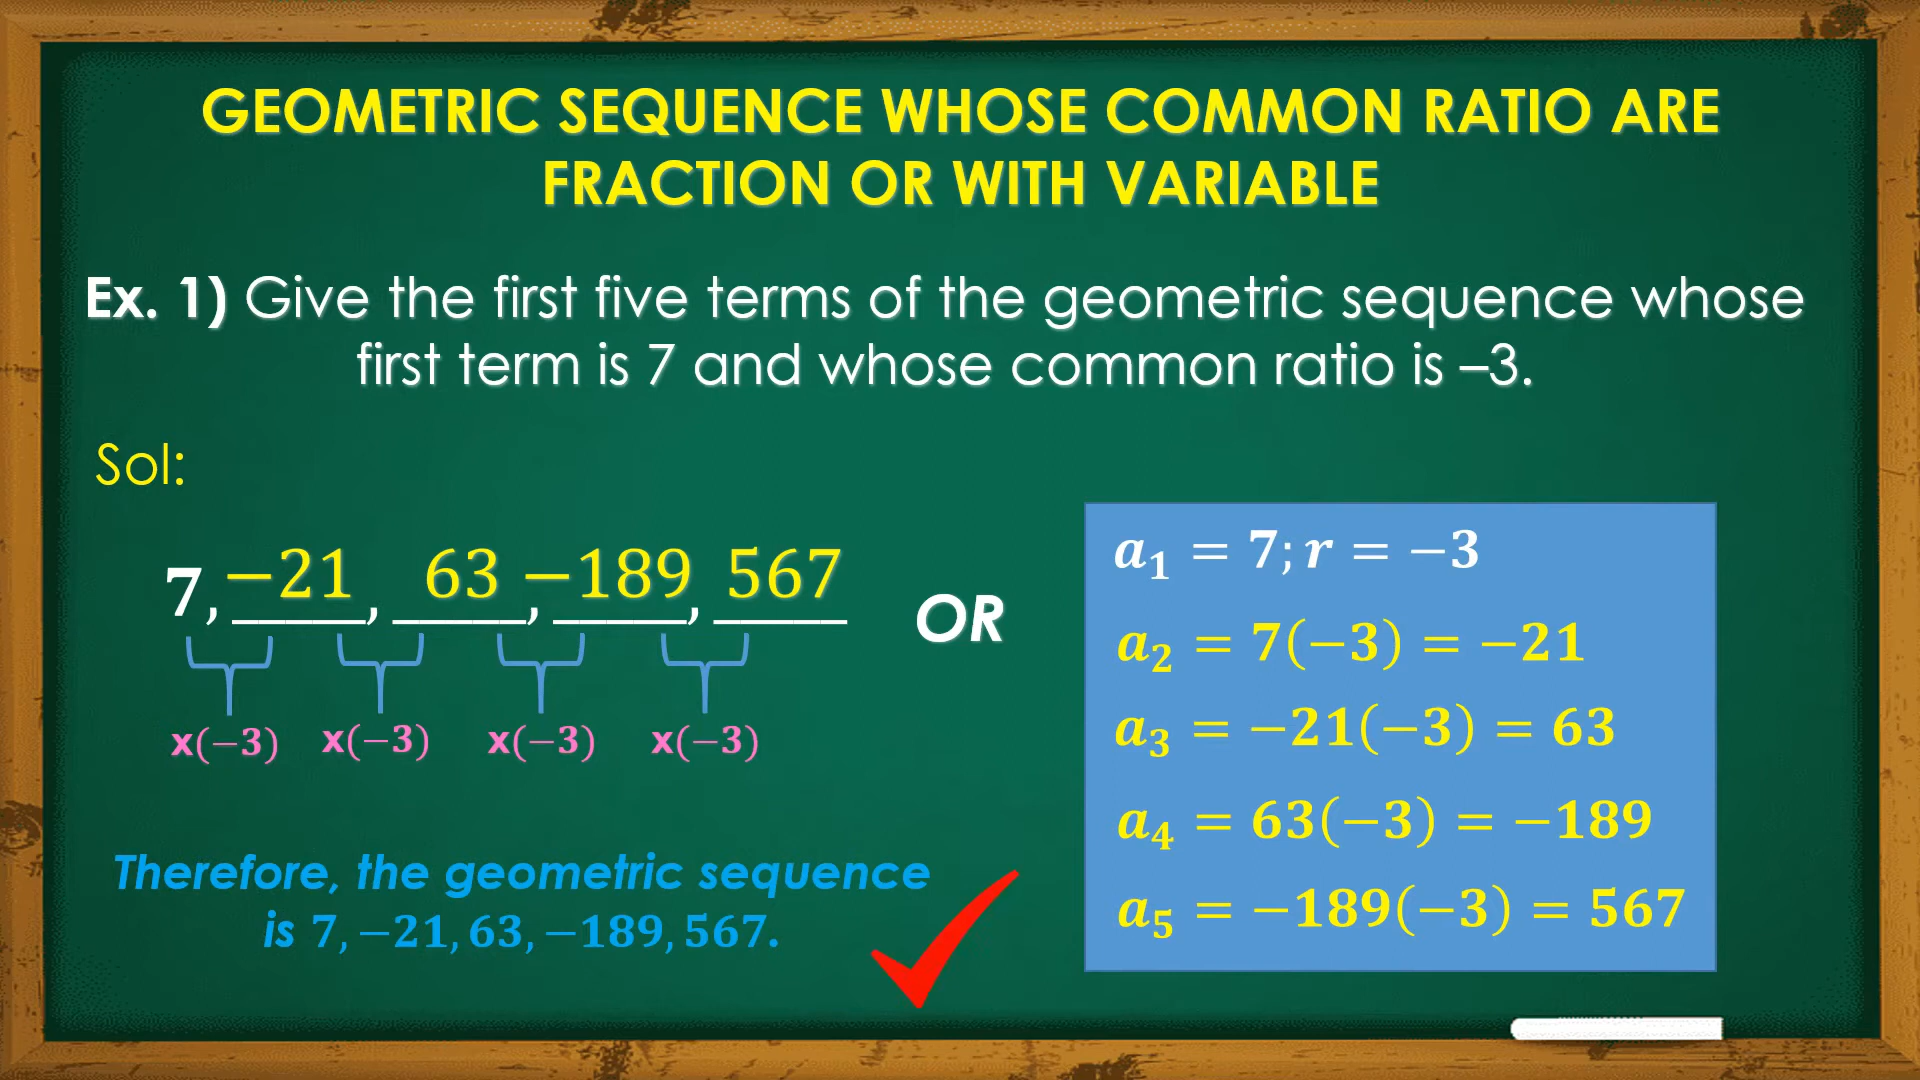 GEOMETRIC SEQUENCE WHOSE COMMON RATIO ARE
FRACTION OR WITH VARIABLE
Ex. 1) Give the first five terms of the geometric sequence whose
first term is 7 and whose common ratio is –3.
Sol:
7, −21, 63, −189, 567
x(−3) x(−3) x(−3) x(−3)
OR
a₁ = 7; r = −3
a₂ = 7(−3) = −21
a₃ = −21(−3) = 63
a₄ = 63(−3) = −189
a₅ = −189(−3) = 567
Therefore, the geometric sequence
is 7, −21, 63, −189, 567.